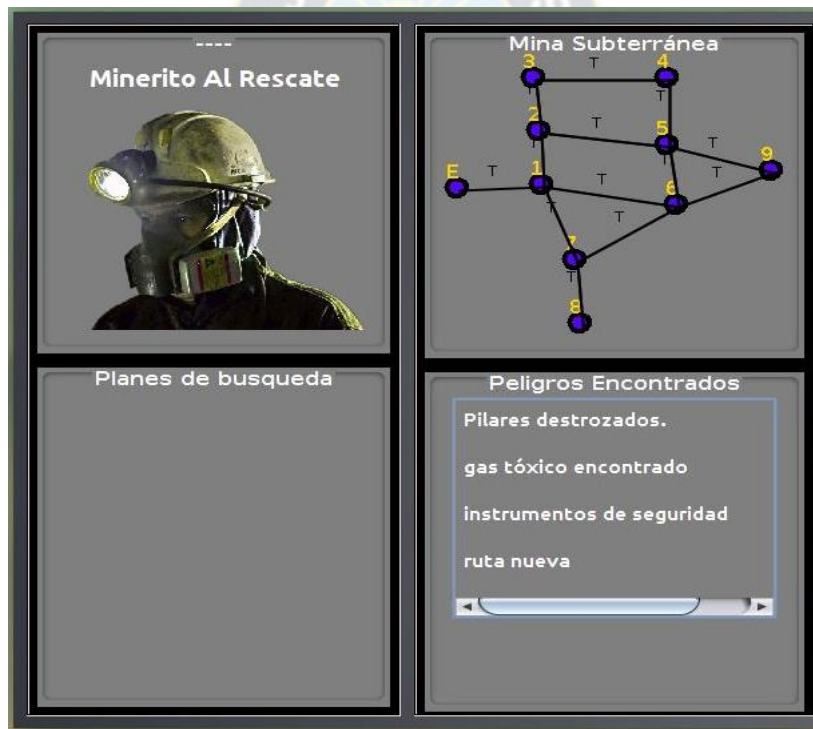 ----
Minerito Al Rescate
Planes de busqueda
Mina Subterránea
3 T 4
T T
2 T 5 T 9
T T T
E T 1 T 6
T T
7
T
8
Peligros Encontrados
Pilares destrozados.
gas tóxico encontrado
instrumentos de seguridad
ruta nueva